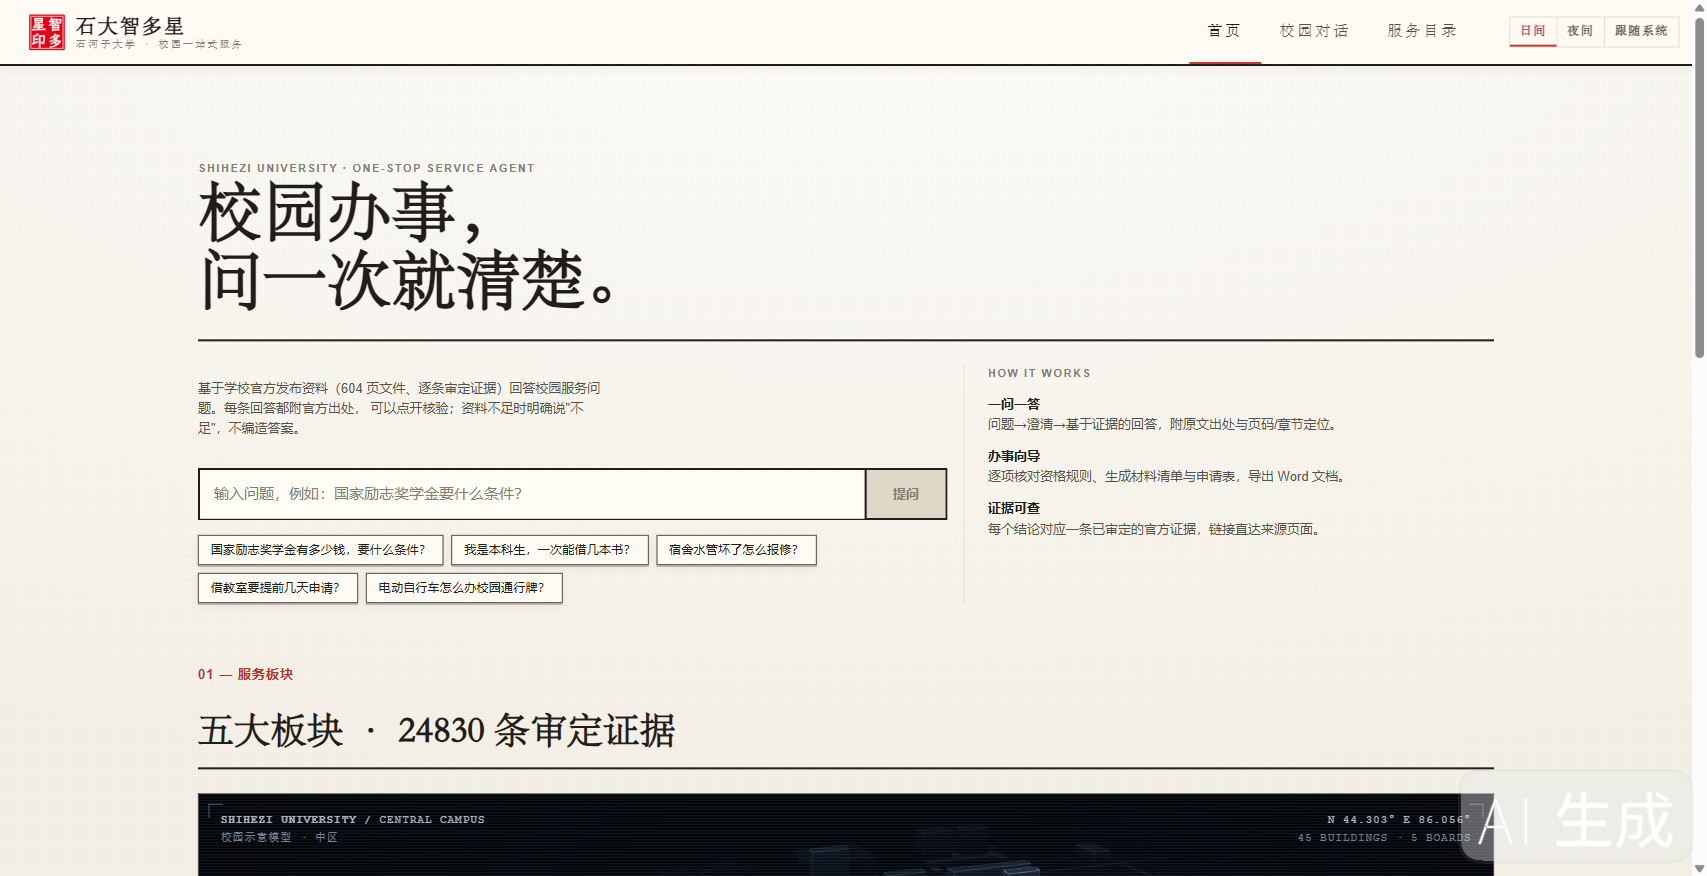 星智
印多
石大智多星
石河子大学 · 校园一站式服务
首页
校园对话
服务目录
日间
夜间
跟随系统
SHIHEZI UNIVERSITY · ONE-STOP SERVICE AGENT
校园办事，
问一次就清楚。
基于学校官方发布资料（604 页文件、逐条审定证据）回答校园服务问
题。每条回答都附官方出处， 可以点开核验；资料不足时明确说"不
足"，不编造答案。
输入问题，例如：国家励志奖学金要什么条件？
提问
国家励志奖学金有多少钱，要什么条件？
我是本科生，一次能借几本书？
宿舍水管坏了怎么报修？
借教室要提前几天申请？
电动自行车怎么办校园通行牌？
HOW IT WORKS
一问一答
问题→澄清→基于证据的回答，附原文出处与页码/章节定位。
办事向导
逐项核对资格规则、生成材料清单与申请表，导出 Word 文档。
证据可查
每个结论对应一条已审定的官方证据，链接直达来源页面。
01 — 服务板块
五大板块 · 24830 条审定证据
SHIHEZI UNIVERSITY / CENTRAL CAMPUS
校园示意模型 · 中区
N 44.303° E 86.056°
45 BUILDINGS · 5 BOARDS
AI 生成